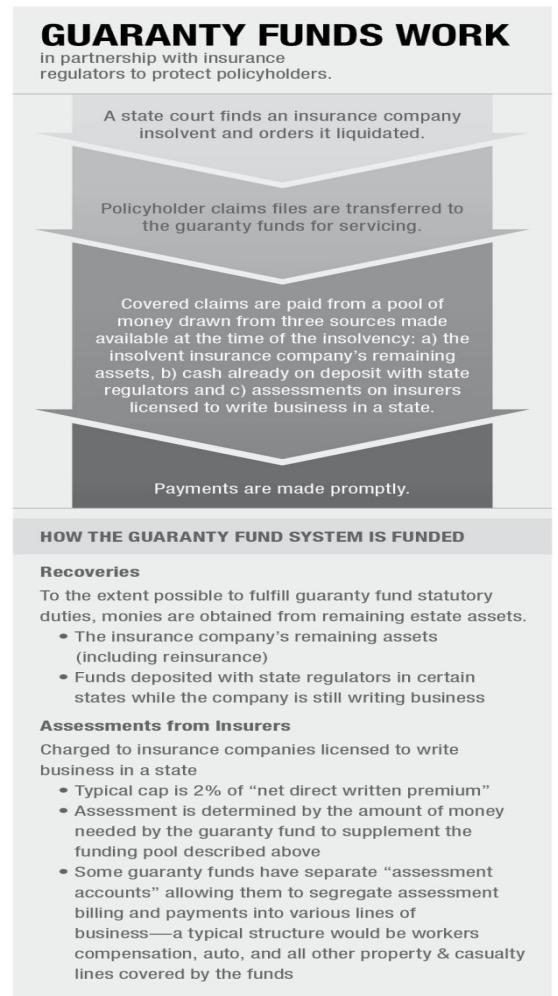 GUARANTY FUNDS WORK
in partnership with insurance
regulators to protect policyholders.
A state court finds an insurance company
insolvent and orders it liquidated.
Policyholder claims files are transferred to
the guaranty funds for servicing.
Covered claims are paid from a pool of
money drawn from three sources made
available at the time of the insolvency: a) the
insolvent insurance company's remaining
assets, b) cash already on deposit with state
regulators and c) assessments on insurers
licensed to write business in a state.
Payments are made promptly.
HOW THE GUARANTY FUND SYSTEM IS FUNDED
Recoveries
To the extent possible to fulfill guaranty fund statutory
duties, monies are obtained from remaining estate assets.
• The insurance company's remaining assets
(including reinsurance)
• Funds deposited with state regulators in certain
states while the company is still writing business
Assessments from Insurers
Charged to insurance companies licensed to write
business in a state
• Typical cap is 2% of “net direct written premium”
• Assessment is determined by the amount of money
needed by the guaranty fund to supplement the
funding pool described above
• Some guaranty funds have separate “assessment
accounts” allowing them to segregate assessment
billing and payments into various lines of
business—a typical structure would be workers
compensation, auto, and all other property & casualty
lines covered by the funds